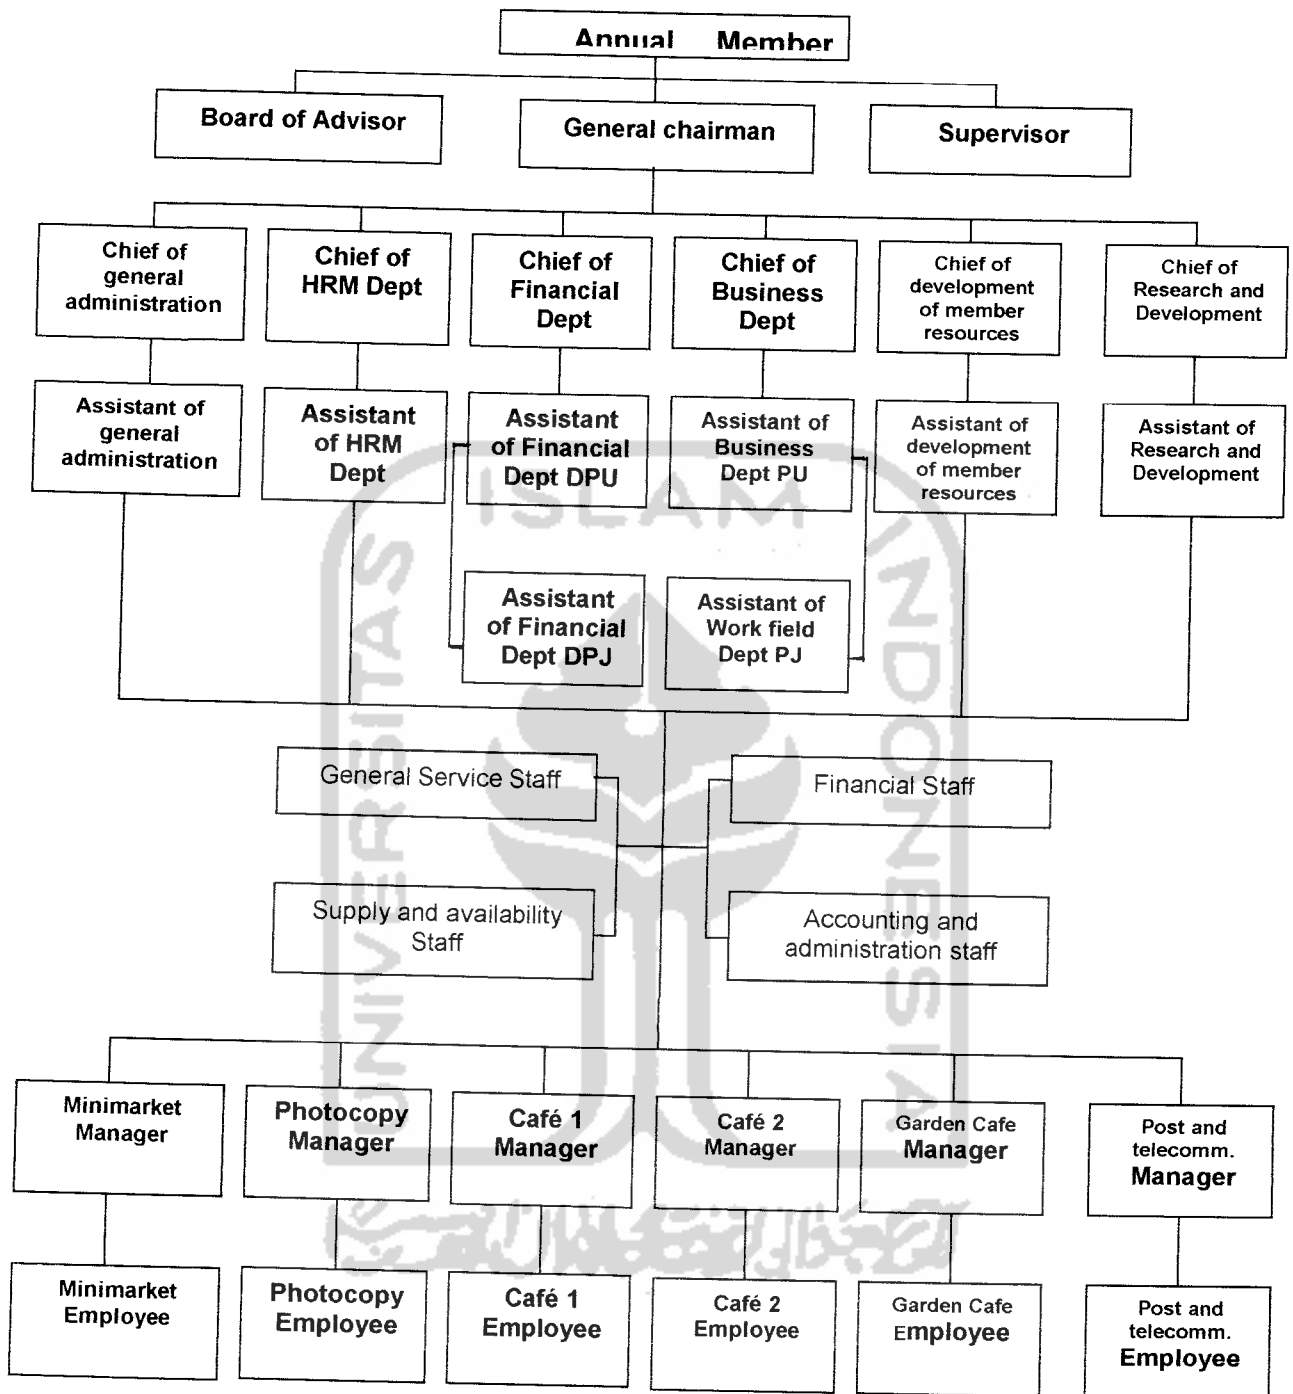 Annual Member
Board of Advisor
General chairman
Supervisor
Chief of
general
administration
Chief of
HRM Dept
Chief of
Financial
Dept
Chief of
Business
Dept
Chief of
development
of member
resources
Chief of
Research and
Development
Assistant of
general
administration
Assistant
of HRM
Dept
Assistant
of Financial
Dept DPU
Assistant of
Business
Dept PU
Assistant of
development
of member
resources
Assistant of
Research and
Development
Assistant
of Financial
Dept DPJ
Assistant of
Work field
Dept PJ
General Service Staff
Financial Staff
Supply and availability
Staff
Accounting and
administration staff
Minimarket
Manager
Photocopy
Manager
Café 1
Manager
Café 2
Manager
Garden Cafe
Manager
Post and
telecomm.
Manager
Minimarket
Employee
Photocopy
Employee
Café 1
Employee
Café 2
Employee
Garden Cafe
Employee
Post and
telecomm.
Employee
UNIVERSITAS
ISLAM
INDONESIA